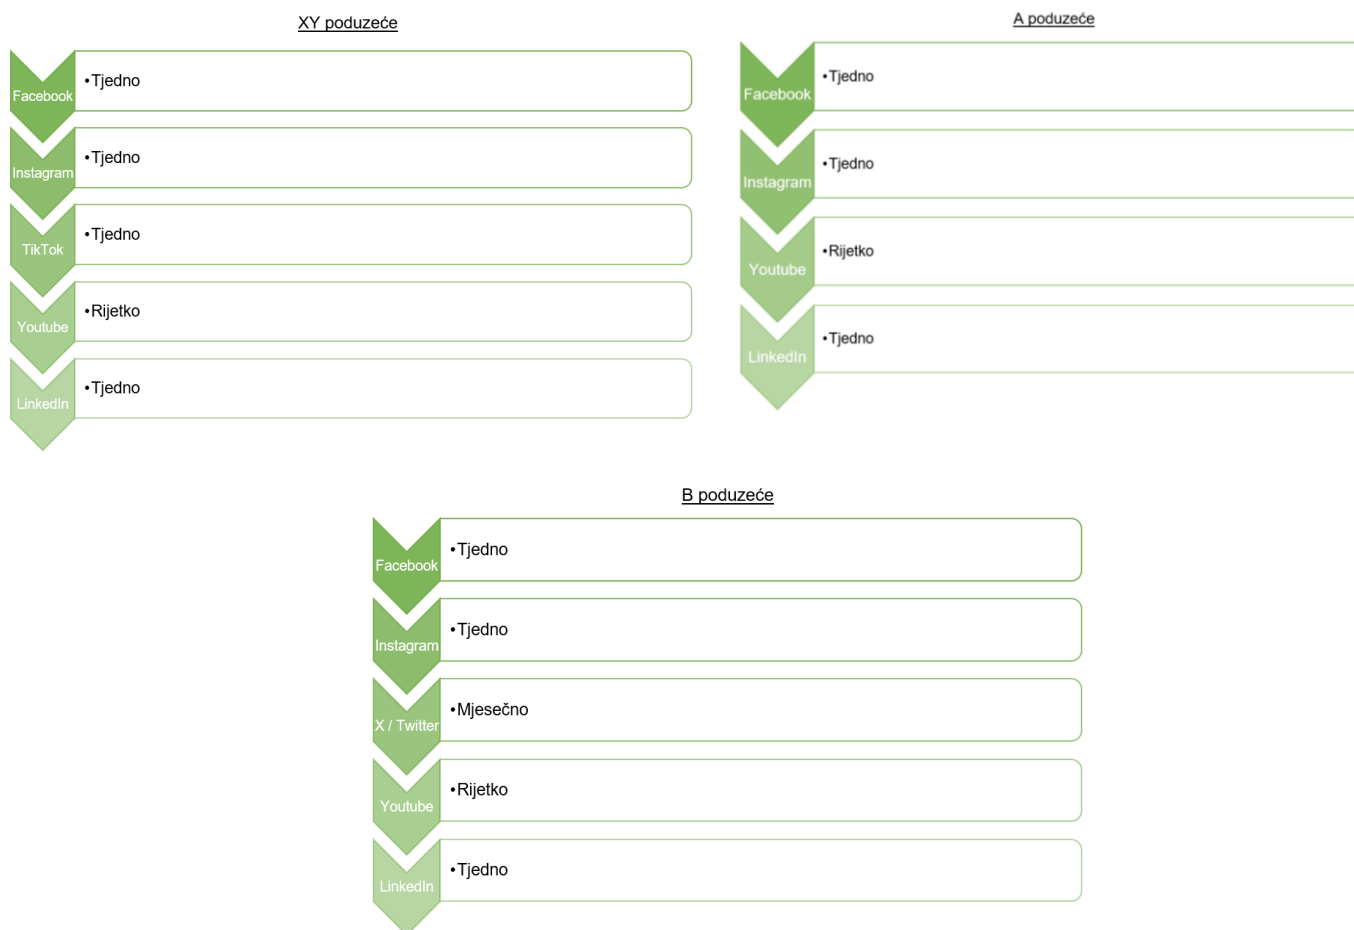 XY poduzeće
Facebook
•Tjedno
Instagram
•Tjedno
TikTok
•Tjedno
Youtube
•Rijetko
LinkedIn
•Tjedno
A poduzeće
Facebook
•Tjedno
Instagram
•Tjedno
Youtube
•Rijetko
LinkedIn
•Tjedno
B poduzeće
Facebook
•Tjedno
Instagram
•Tjedno
X / Twitter
•Mjesečno
Youtube
•Rijetko
LinkedIn
•Tjedno